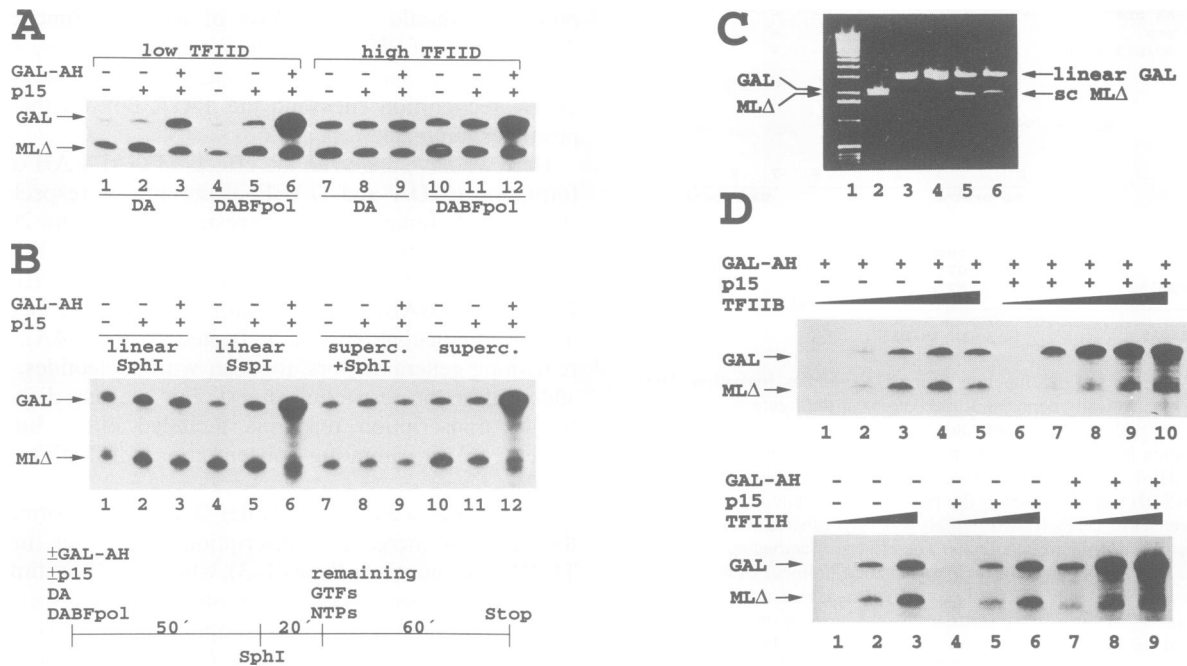 A
low TFIID high TFIID
GAL-AH - - + - - + - - + - - +
p15 - + + - + + - + + - + +
GAL
MLΔ
1 2 3 4 5 6 7 8 9 10 11 12
DA DABFpol DA DABFpol
B
GAL-AH - - + - - + - - + - - +
p15 - + + - + + - + + - + +
linear linear superc. superc.
SphI SspI +SphI
GAL
MLΔ
1 2 3 4 5 6 7 8 9 10 11 12
±GAL-AH
±p15 remaining
DA GTFs
DABFpol NTPs Stop
50´ 20´ 60´
SphI
C
GAL linear GAL
MLΔ sc MLΔ
1 2 3 4 5 6
D
GAL-AH + + + + + + + + + +
p15 - - - - - + + + + +
TFIIB
GAL
MLΔ
1 2 3 4 5 6 7 8 9 10
GAL-AH - - - - - - + + +
p15 - - - + + + + + +
TFIIH
GAL
MLΔ
1 2 3 4 5 6 7 8 9